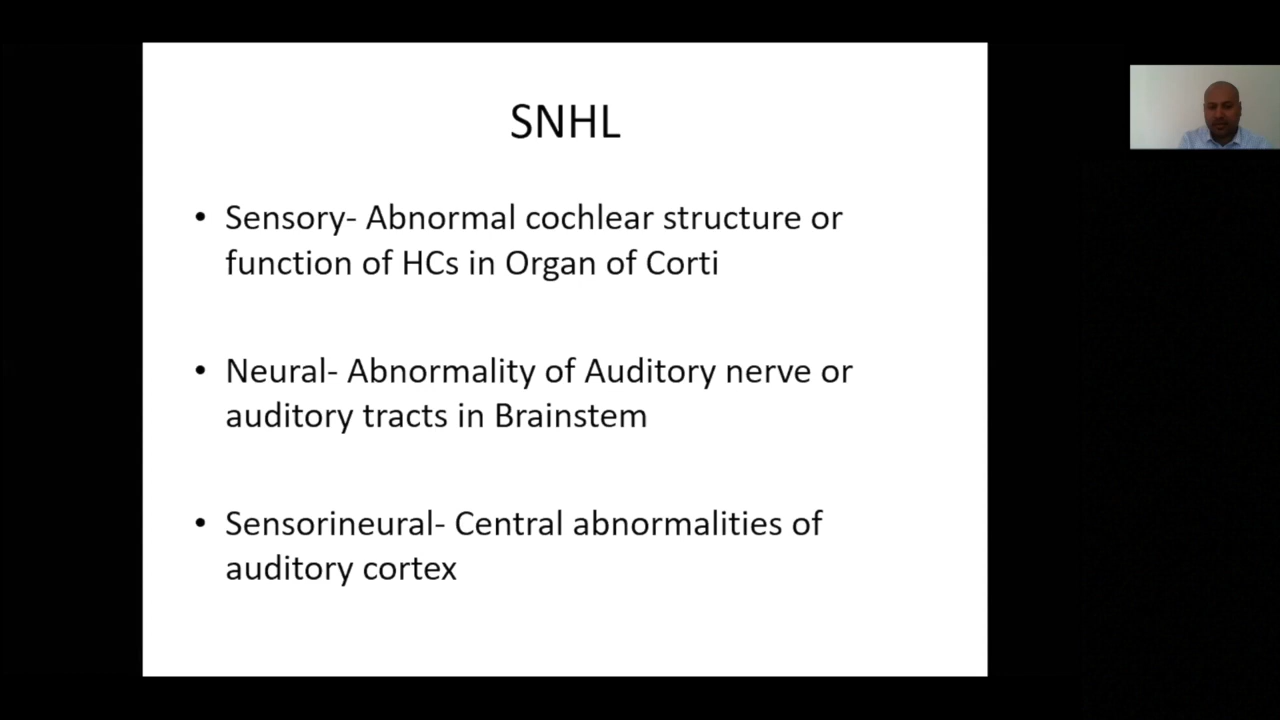 SNHL
• Sensory- Abnormal cochlear structure or
function of HCs in Organ of Corti
• Neural- Abnormality of Auditory nerve or
auditory tracts in Brainstem
• Sensorineural- Central abnormalities of
auditory cortex